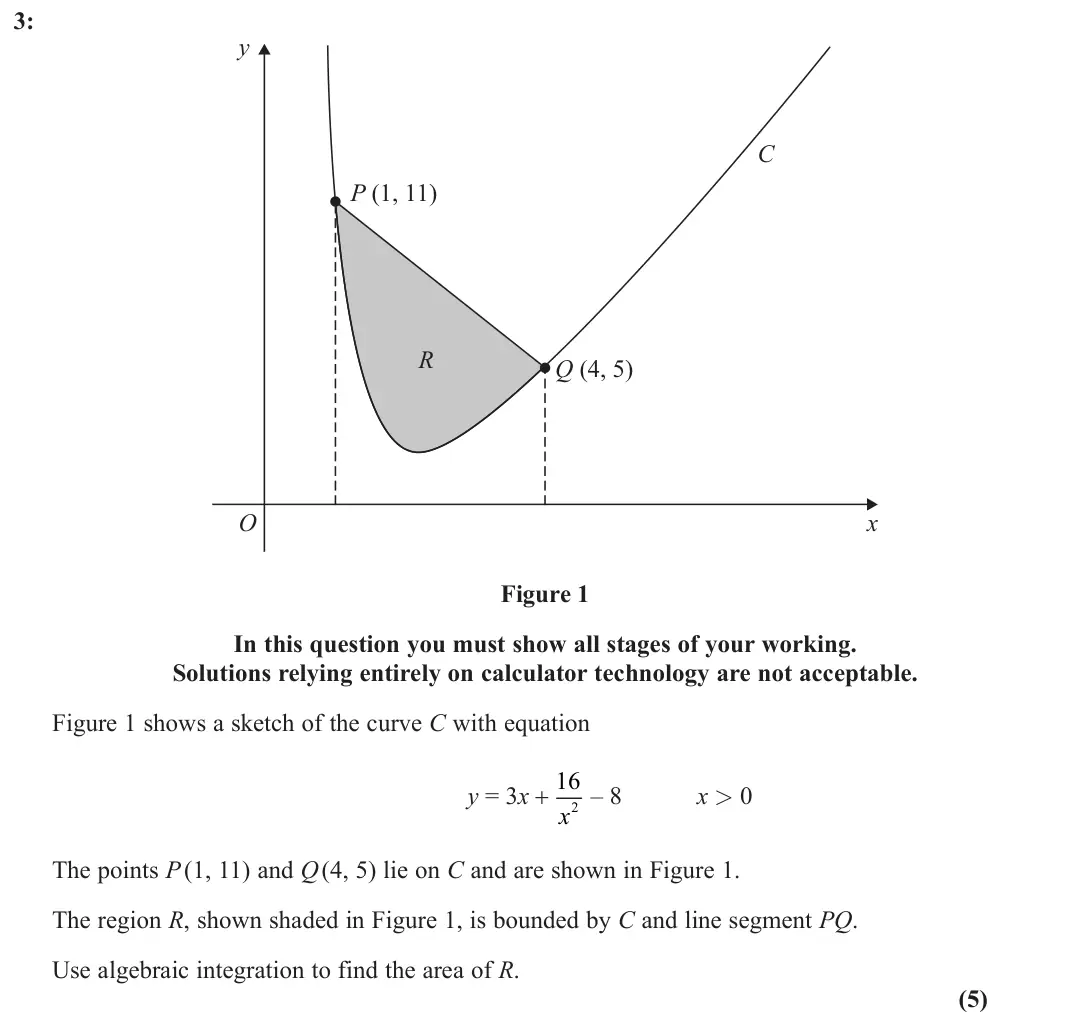 3:
y
C
P (1, 11)
R
Q (4, 5)
O
x
Figure 1
In this question you must show all stages of your working.
Solutions relying entirely on calculator technology are not acceptable.
Figure 1 shows a sketch of the curve C with equation
y = 3x + 16/x² – 8 x > 0
The points P(1, 11) and Q(4, 5) lie on C and are shown in Figure 1.
The region R, shown shaded in Figure 1, is bounded by C and line segment PQ.
Use algebraic integration to find the area of R.
(5)